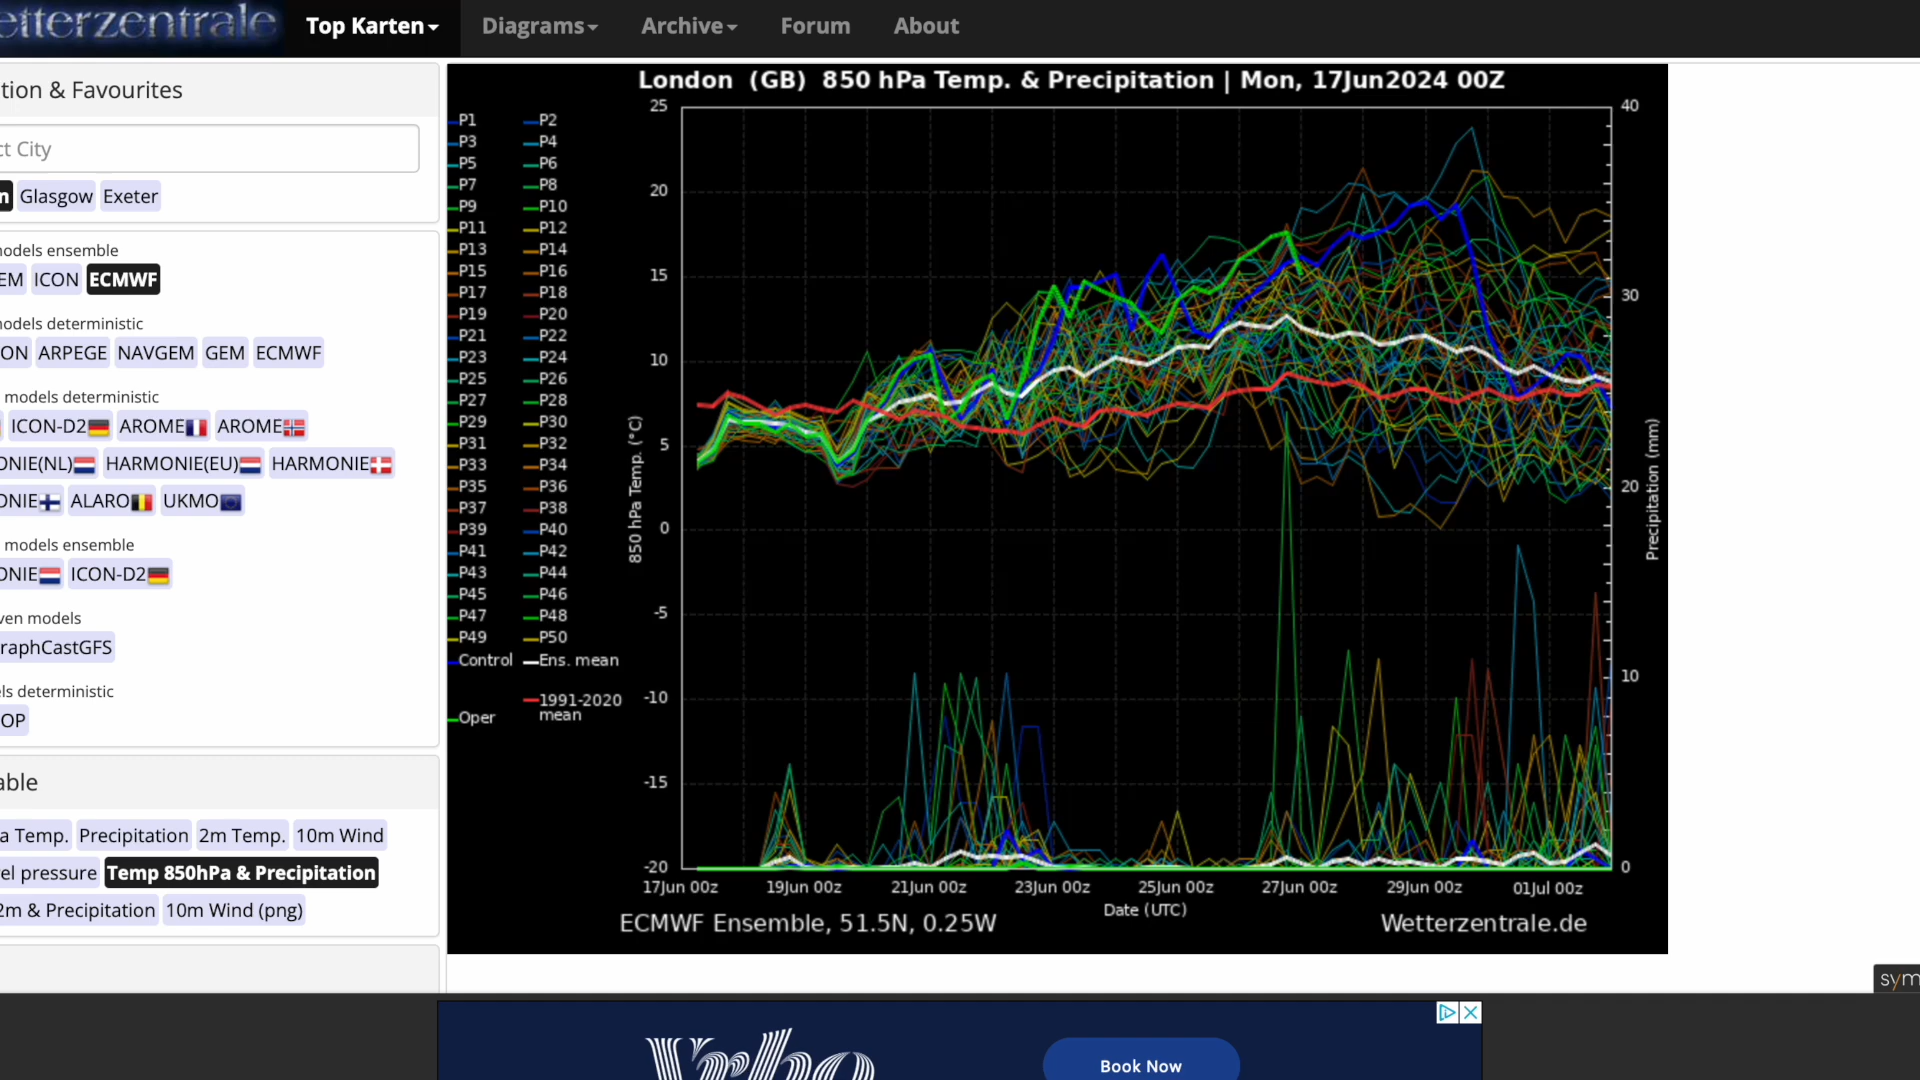 etterzentrale
Top Karten
Diagrams
Archive
Forum
About
tion & Favourites
ct City
n Glasgow Exeter
nodels ensemble
EM ICON ECMWF
nodels deterministic
ON ARPEGE NAVGEM GEM ECMWF
models deterministic
ICON-D2 AROME AROME
ONIE(NL) HARMONIE(EU) HARMONIE
ONIE ALARO UKMO
models ensemble
ONIE ICON-D2
ven models
raphCastGFS
ls deterministic
OP
able
a Temp. Precipitation 2m Temp. 10m Wind
el pressure Temp 850hPa & Precipitation
2m & Precipitation 10m Wind (png)
London (GB) 850 hPa Temp. & Precipitation | Mon, 17Jun2024 00Z
P1 P2
P3 P4
P5 P6
P7 P8
P9 P10
P11 P12
P13 P14
P15 P16
P17 P18
P19 P20
P21 P22
P23 P24
P25 P26
P27 P28
P29 P30
P31 P32
P33 P34
P35 P36
P37 P38
P39 P40
P41 P42
P43 P44
P45 P46
P47 P48
P49 P50
Control Ens. mean
1991-2020
mean
Oper
850 hPa Temp. (°C)
25
20
15
10
5
0
-5
-10
-15
-20
40
30
20
10
0
Precipitation (mm)
17Jun 00z 19Jun 00z 21Jun 00z 23Jun 00z 25Jun 00z 27Jun 00z 29Jun 00z 01Jul 00z
Date (UTC)
ECMWF Ensemble, 51.5N, 0.25W
Wetterzentrale.de
sym
Vrbo
Book Now